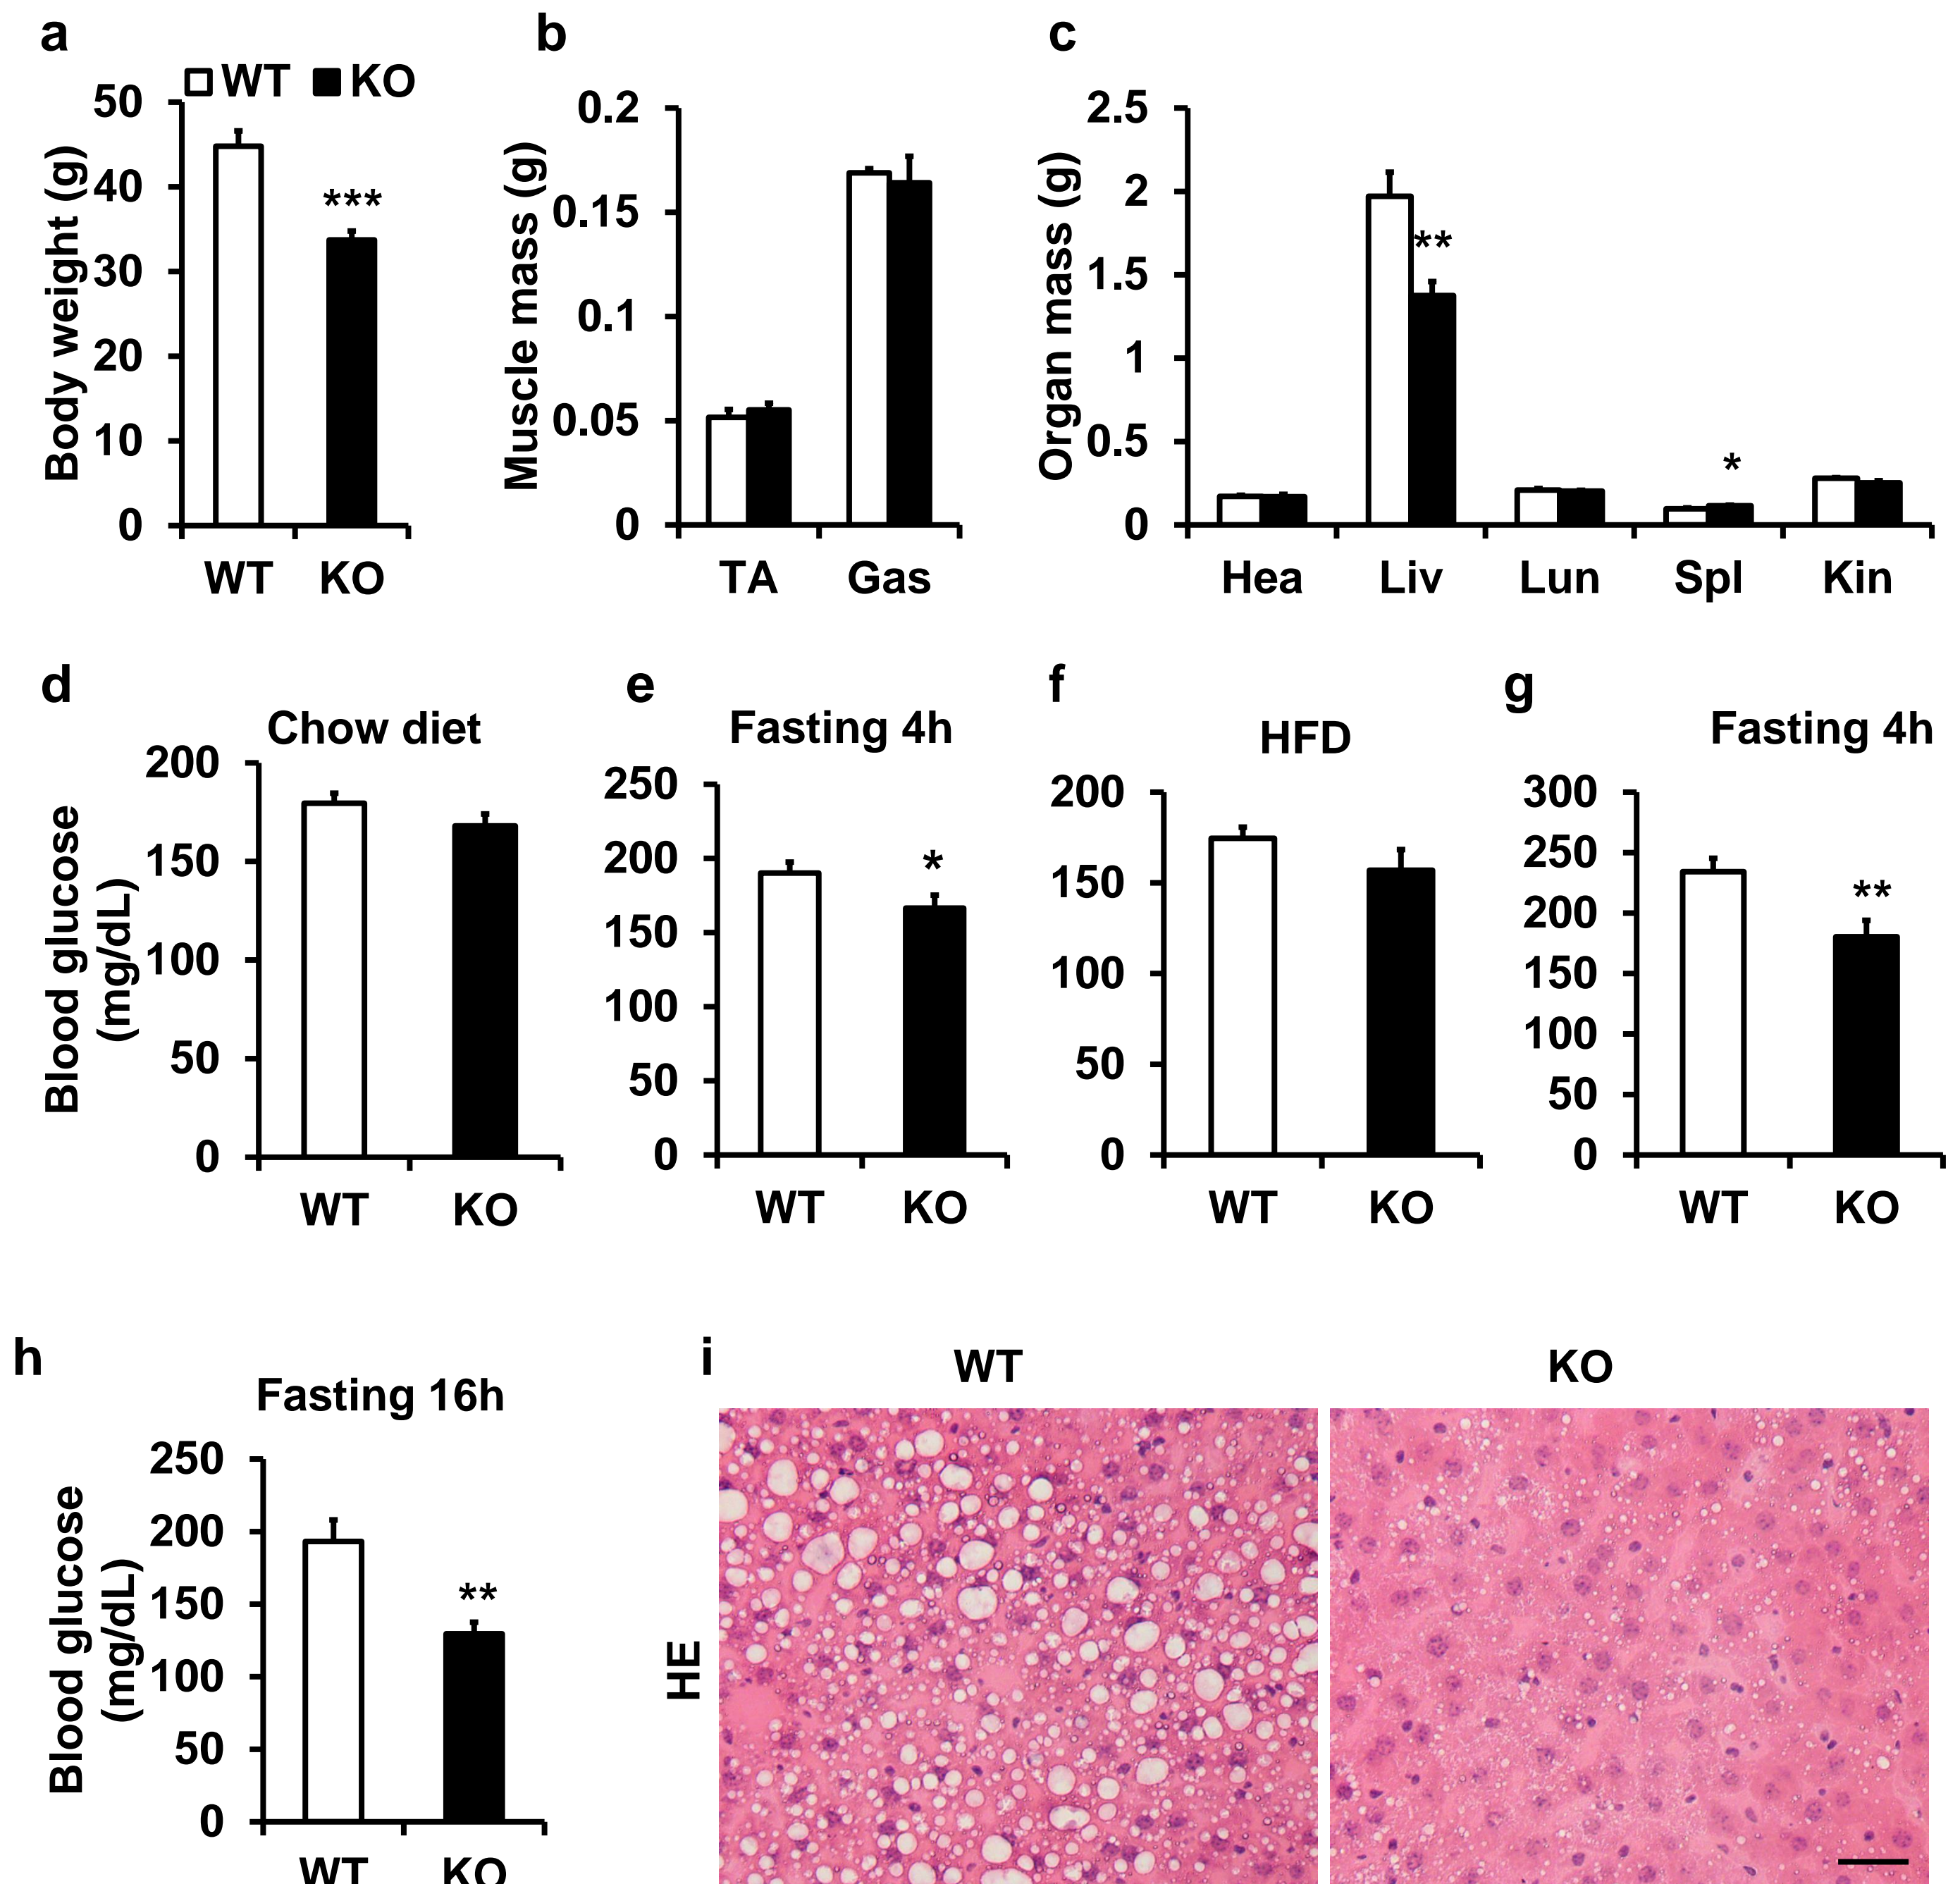 a
WT KO
Body weight (g)
50
40
30
20
10
0
***
WT KO
b
Muscle mass (g)
0.2
0.15
0.1
0.05
0
TA Gas
c
Organ mass (g)
2.5
2
1.5
1
0.5
0
**
*
Hea Liv Lun Spl Kin
d
Chow diet
Blood glucose
(mg/dL)
200
150
100
50
0
WT KO
e
Fasting 4h
250
200
150
100
50
0
*
WT KO
f
HFD
200
150
100
50
0
WT KO
g
Fasting 4h
300
250
200
150
100
50
0
**
WT KO
h
Fasting 16h
Blood glucose
(mg/dL)
250
200
150
100
50
0
**
WT KO
i
WT KO
HE